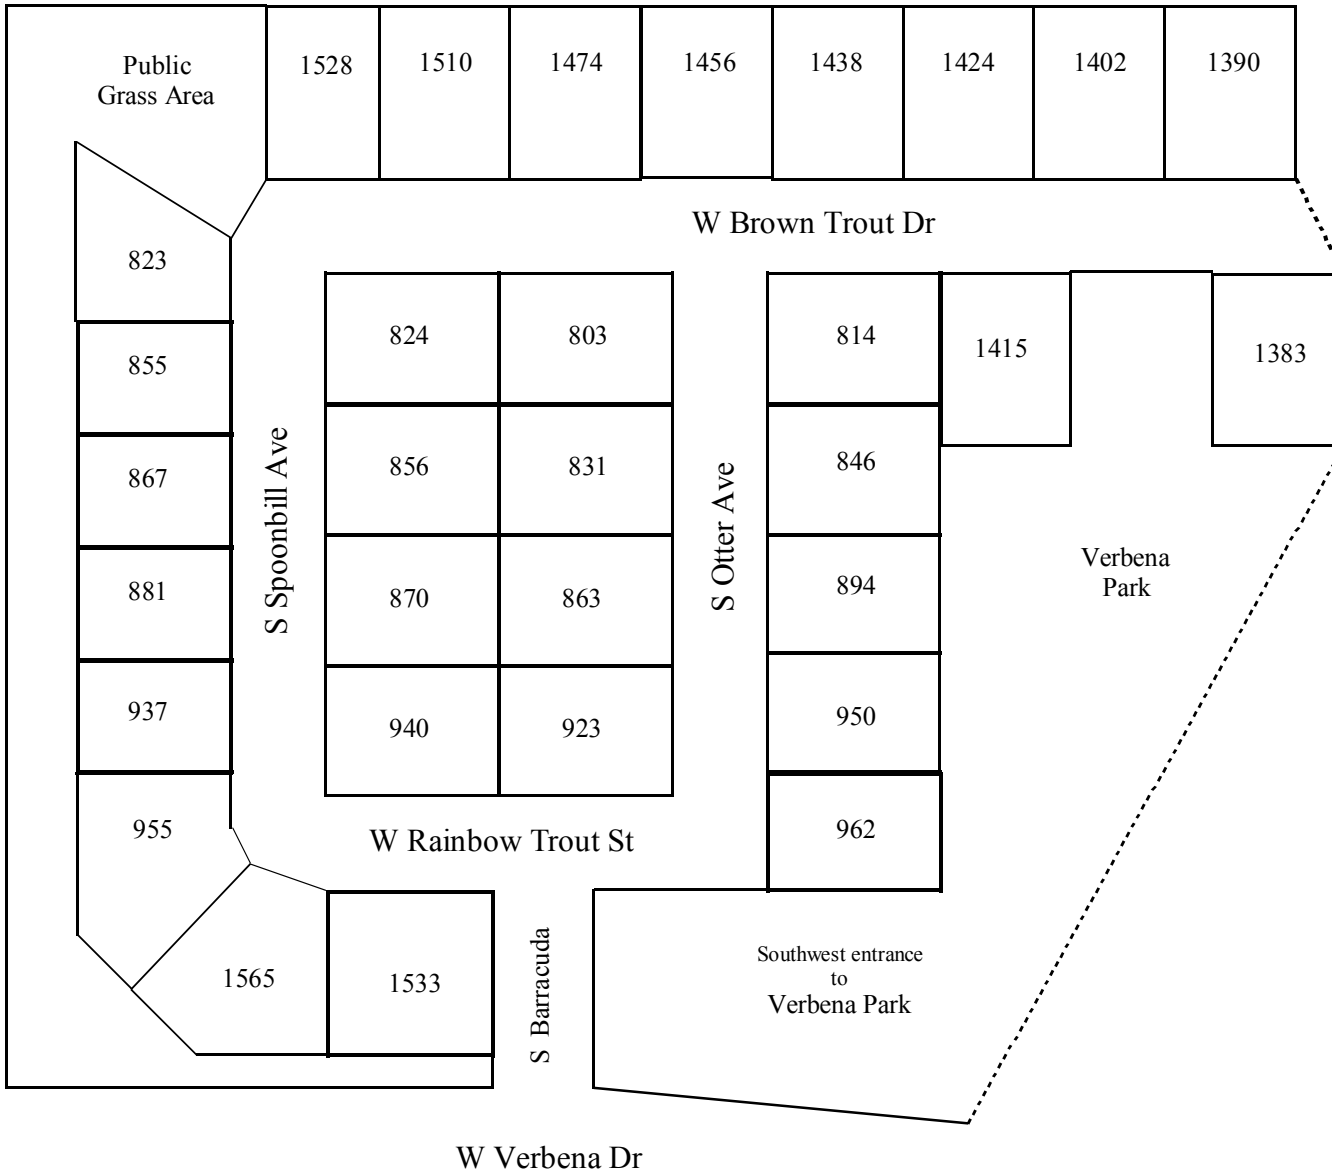 Public
Grass Area
1528
1510
1474
1456
1438
1424
1402
1390
W Brown Trout Dr
823
855
867
881
937
955
1565
1533
S Spoonbill Ave
824
803
856
831
870
863
940
923
S Otter Ave
814
846
894
950
962
1415
1383
Verbena
Park
W Rainbow Trout St
S Barracuda
Southwest entrance
to
Verbena Park
W Verbena Dr